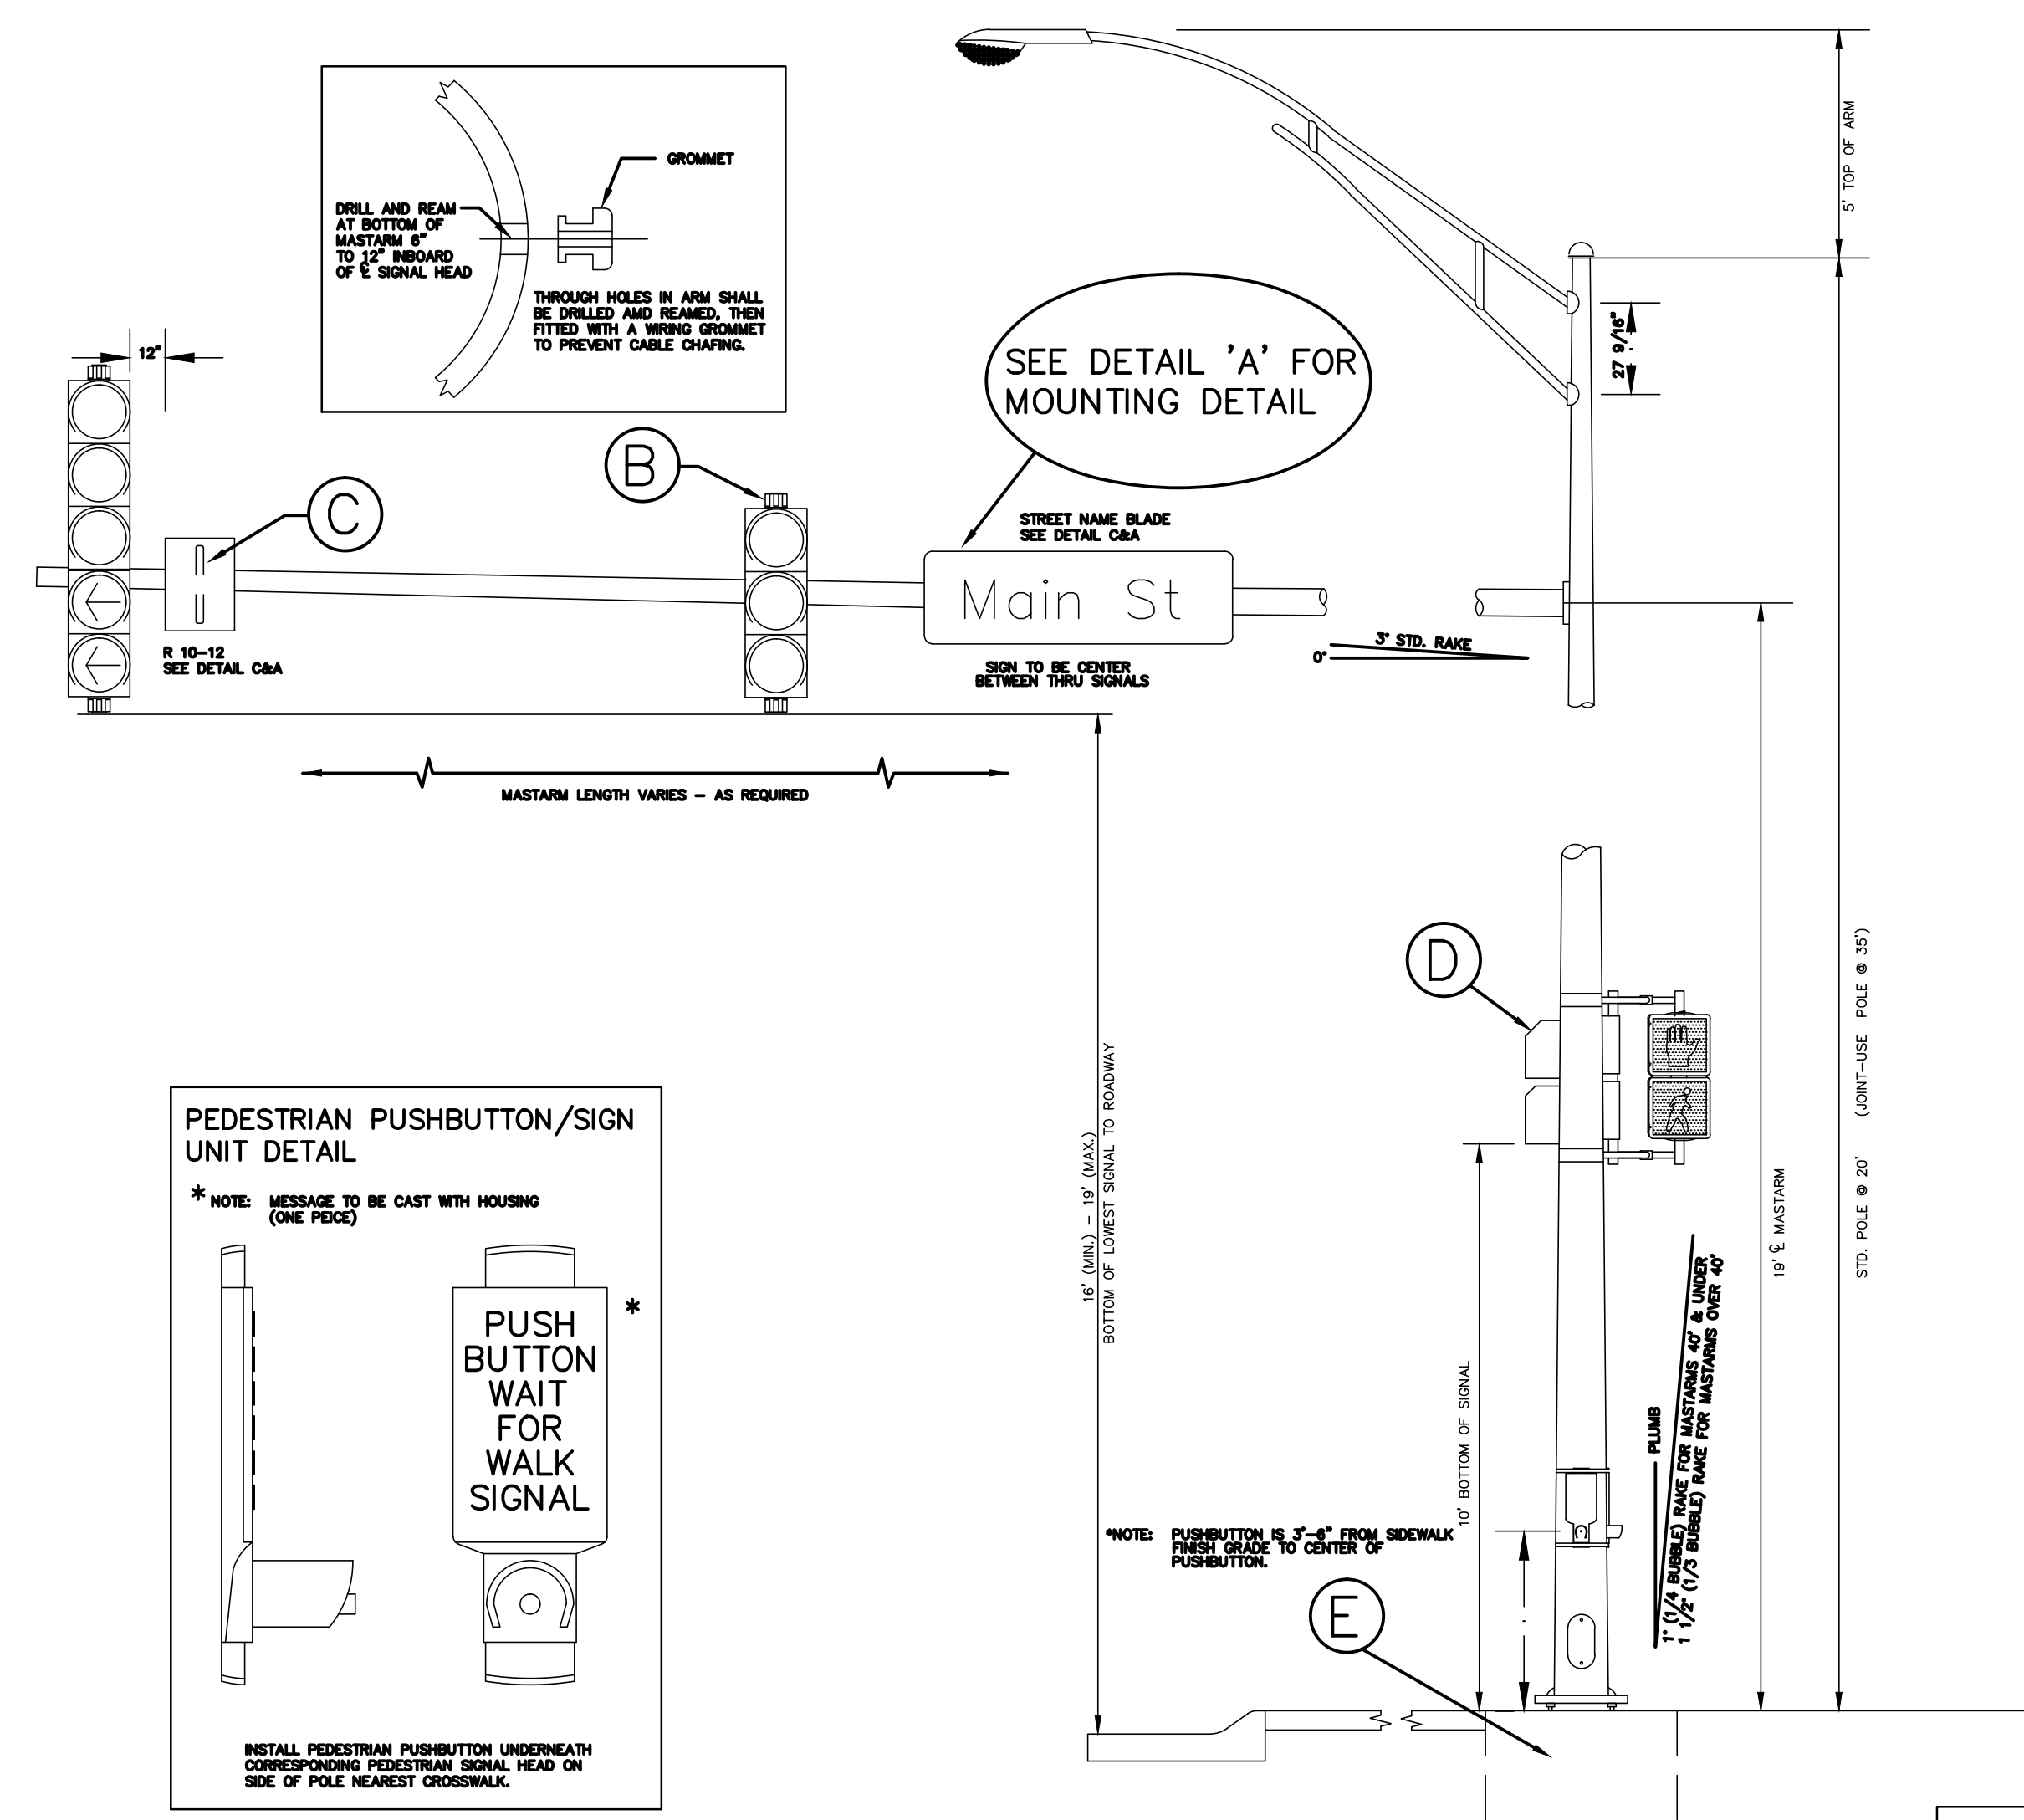 GROMMET
DRILL AND REAM
AT BOTTOM OF
MASTARM 6"
TO 12" INBOARD
OF ℄ SIGNAL HEAD
THROUGH HOLES IN ARM SHALL
BE DRILLED AMD REAMED, THEN
FITTED WITH A WIRING GROMMET
TO PREVENT CABLE CHAFING.
5' TOP OF ARM
12"
27 9/16"
SEE DETAIL 'A' FOR
MOUNTING DETAIL
B
C
STREET NAME BLADE
SEE DETAIL C&A
Main St
R 10-12
SEE DETAIL C&A
SIGN TO BE CENTER
BETWEEN THRU SIGNALS
3° STD. RAKE
0°
MASTARM LENGTH VARIES - AS REQUIRED
D
STD. POLE @ 20' (JOINT-USE POLE @ 35')
16' (MIN.) - 19' (MAX.)
BOTTOM OF LOWEST SIGNAL TO ROADWAY
19' ℄ MASTARM
10' BOTTOM OF SIGNAL
PLUMB
1° (1/4 BUBBLE) RAKE FOR MASTARMS 40' & UNDER
1 1/2° (1/3 BUBBLE) RAKE FOR MASTARMS OVER 40'
PEDESTRIAN PUSHBUTTON/SIGN
UNIT DETAIL
* NOTE: MESSAGE TO BE CAST WITH HOUSING
(ONE PEICE)
*
PUSH
BUTTON
WAIT
FOR
WALK
SIGNAL
INSTALL PEDESTRIAN PUSHBUTTON UNDERNEATH
CORRESPONDING PEDESTRIAN SIGNAL HEAD ON
SIDE OF POLE NEAREST CROSSWALK.
*NOTE: PUSHBUTTON IS 3'-6" FROM SIDEWALK
FINISH GRADE TO CENTER OF
PUSHBUTTON.
E